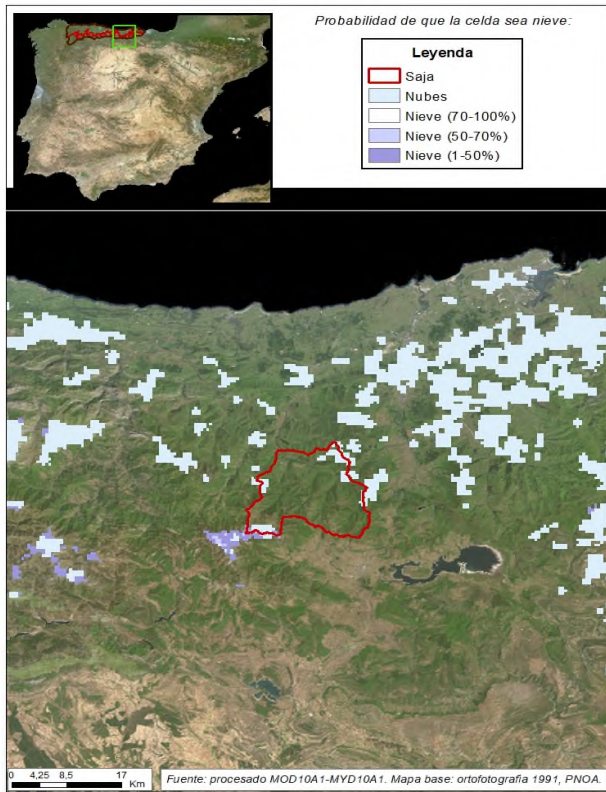 Probabilidad de que la celda sea nieve:
Leyenda
Saja
Nubes
Nieve (70-100%)
Nieve (50-70%)
Nieve (1-50%)
0 4,25 8,5 17
Km
Fuente: procesado MOD10A1-MYD10A1. Mapa base: ortofotografia 1991, PNOA.